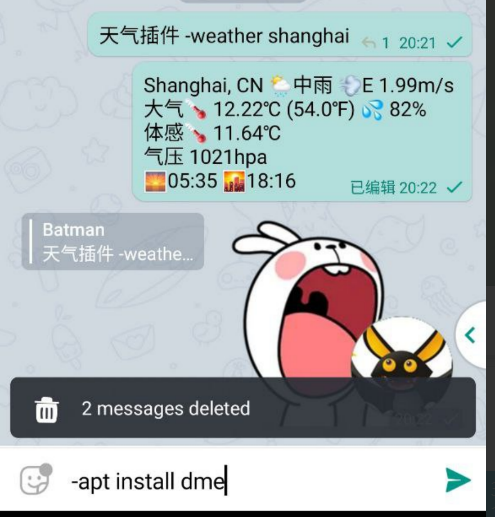 天气插件 -weather shanghai 1 20:21
Shanghai, CN 🌦️中雨 💨E 1.99m/s
大气🌡️ 12.22℃ (54.0℉) 💦 82%
体感🌡️ 11.64℃
气压 1021hpa
🌅05:35 🌇18:16 已编辑 20:22
Batman
天气插件 -weathe...
2 messages deleted
-apt install dme